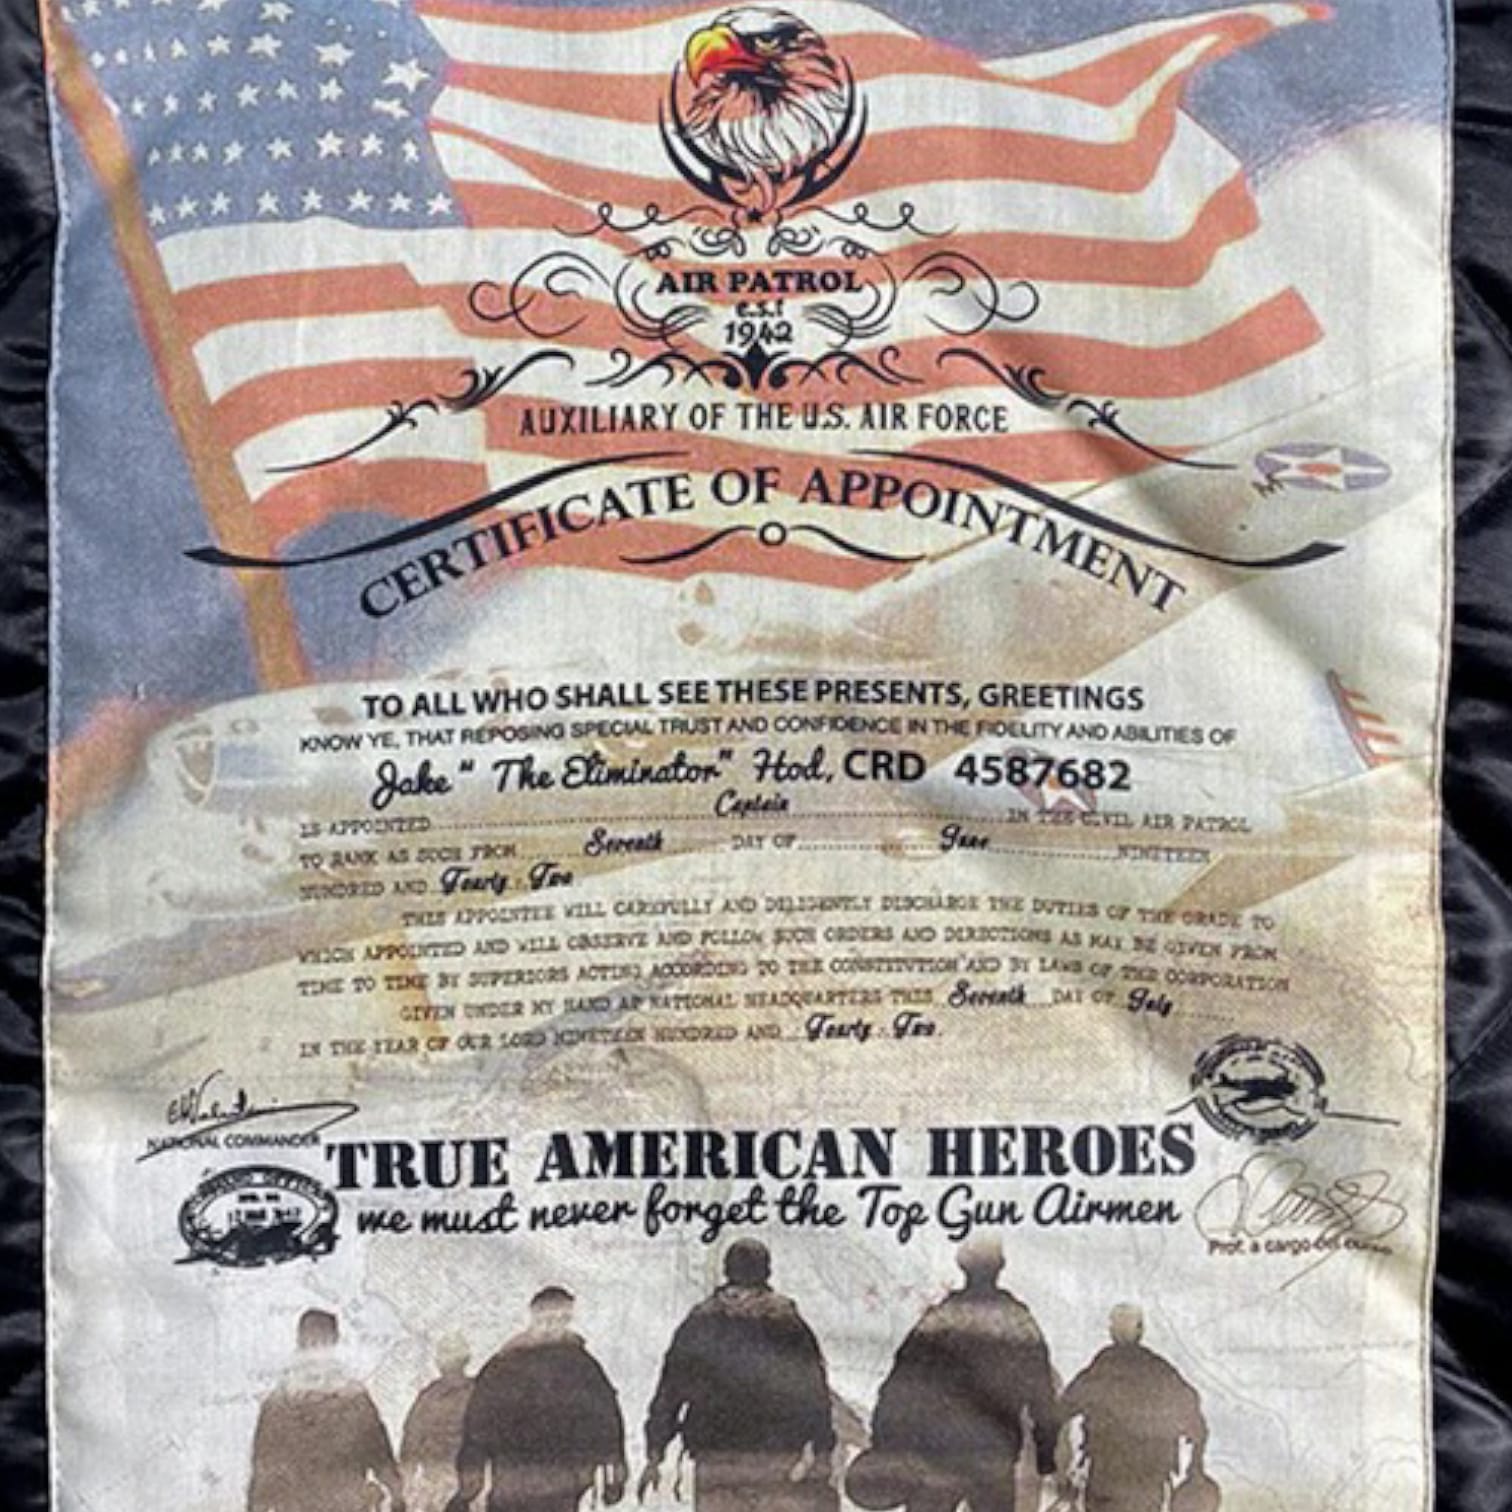 AIR PATROL
e.s.t
1942
AUXILIARY OF THE U.S. AIR FORCE
CERTIFICATE OF APPOINTMENT
TO ALL WHO SHALL SEE THESE PRESENTS, GREETINGS
KNOW YE, THAT REPOSING SPECIAL TRUST AND CONFIDENCE IN THE FIDELITY AND ABILITIES OF
Jake " The Eliminator" Hod, CRD 4587682
IS APPOINTED Captain IN THE CIVIL AIR PATROL
TO RANK AS SUCH FROM Seventh DAY OF June NINETEEN
HUNDRED AND Fourty - Two
THIS APPOINTEE WILL CAREFULLY AND DILIGENTLY DISCHARGE THE DUTIES OF THE GRADE TO
WHICH APPOINTED AND WILL OBSERVE AND FOLLOW SUCH ORDERS AND DIRECTIONS AS MAY BE GIVEN FROM
TIME TO TIME BY SUPERIORS ACTING ACCORDING TO THE CONSTITUTION AND BY LAWS OF THE CORPORATION
GIVEN UNDER MY HAND AP NATIONAL HEADQUARTERS THIS Seventh DAY OF July
IN THE YEAR OF OUR LORD NINETEEN HUNDRED AND Fourty - Two.
NATIONAL COMMANDER
TRUE AMERICAN HEROES
we must never forget the Top Gun Airmen
Prof. a cargo del curso